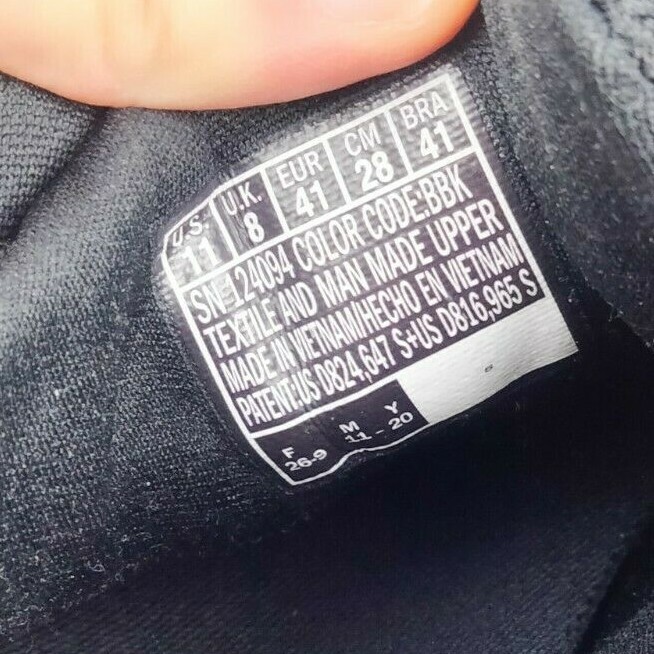 U.S. U.K. EUR CM BRA
11 8 41 28 41
SN:124094 COLOR CODE:BBK
TEXTILE AND MAN MADE UPPER
MADE IN VIETNAM/HECHO EN VIETNAM
PATENT:US D824,647 S+US D816,965 S
F M Y
26-9 11 - 20